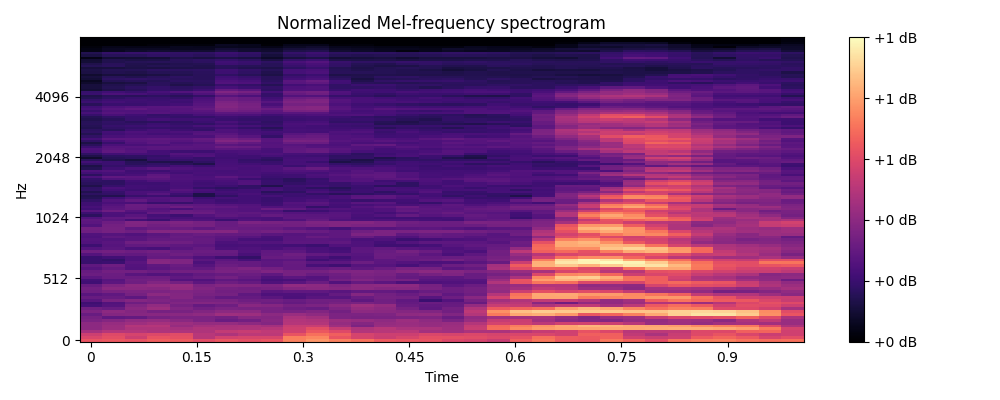 Normalized Mel-frequency spectrogram
Hz
4096
2048
1024
512
0
0 0.15 0.3 0.45 0.6 0.75 0.9
Time
+1 dB
+1 dB
+1 dB
+0 dB
+0 dB
+0 dB